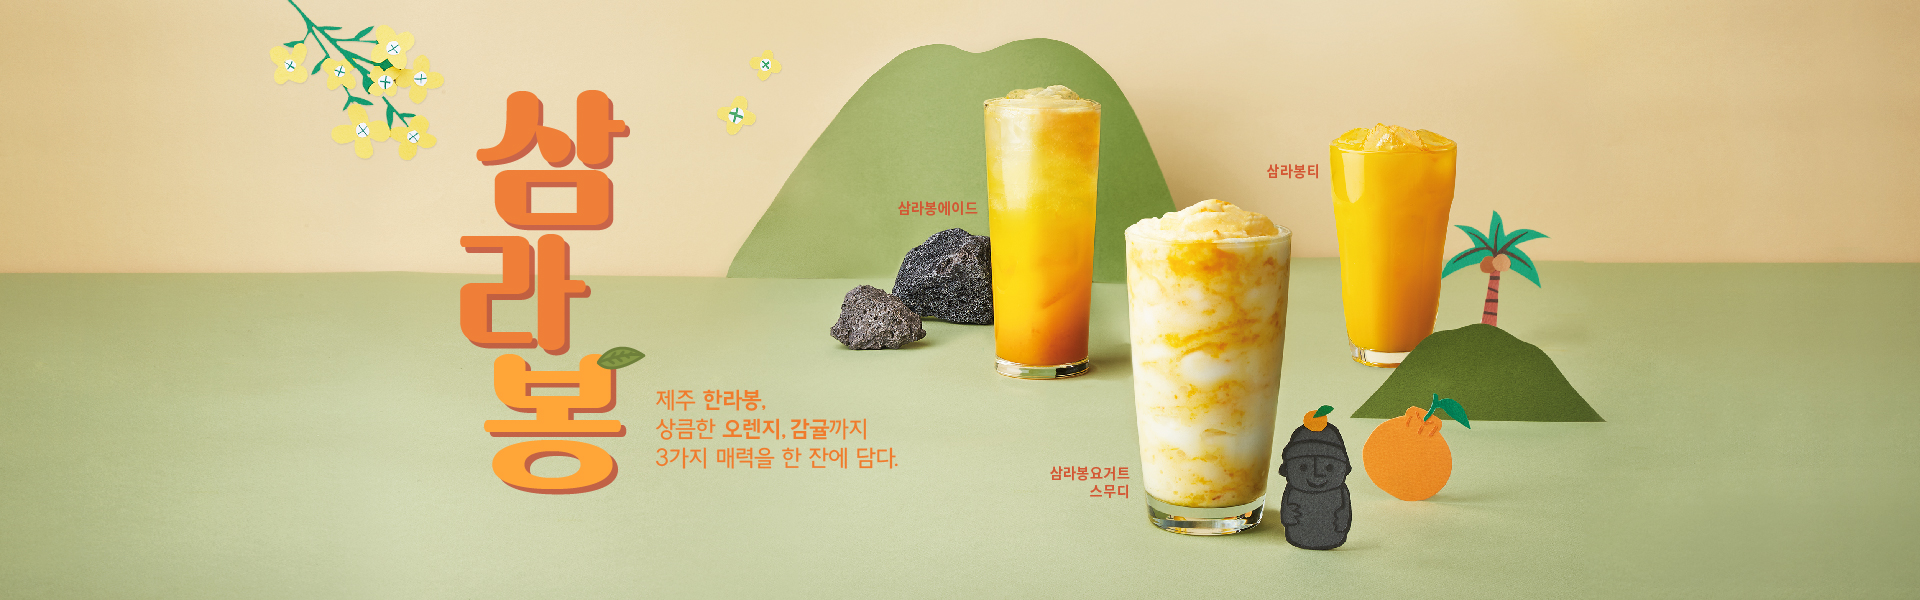 삼
라
봉
제주 한라봉,
상큼한 오렌지, 감귤까지
3가지 매력을 한 잔에 담다.
삼라봉에이드
삼라봉요거트
스무디
삼라봉티